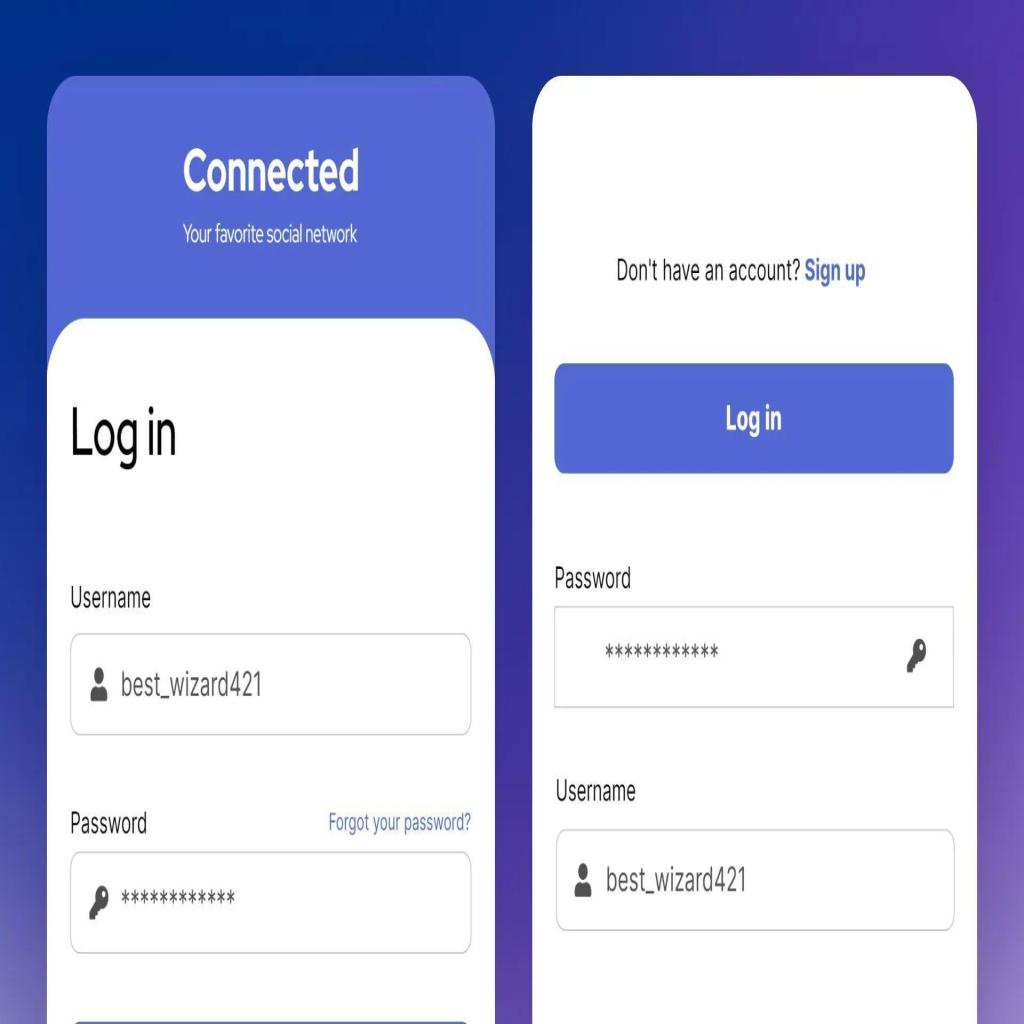 Connected
Your favorite social network
Log in
Username
best_wizard421
Password Forgot your password?
************
Don't have an account? Sign up
Log in
Password
************
Username
best_wizard421